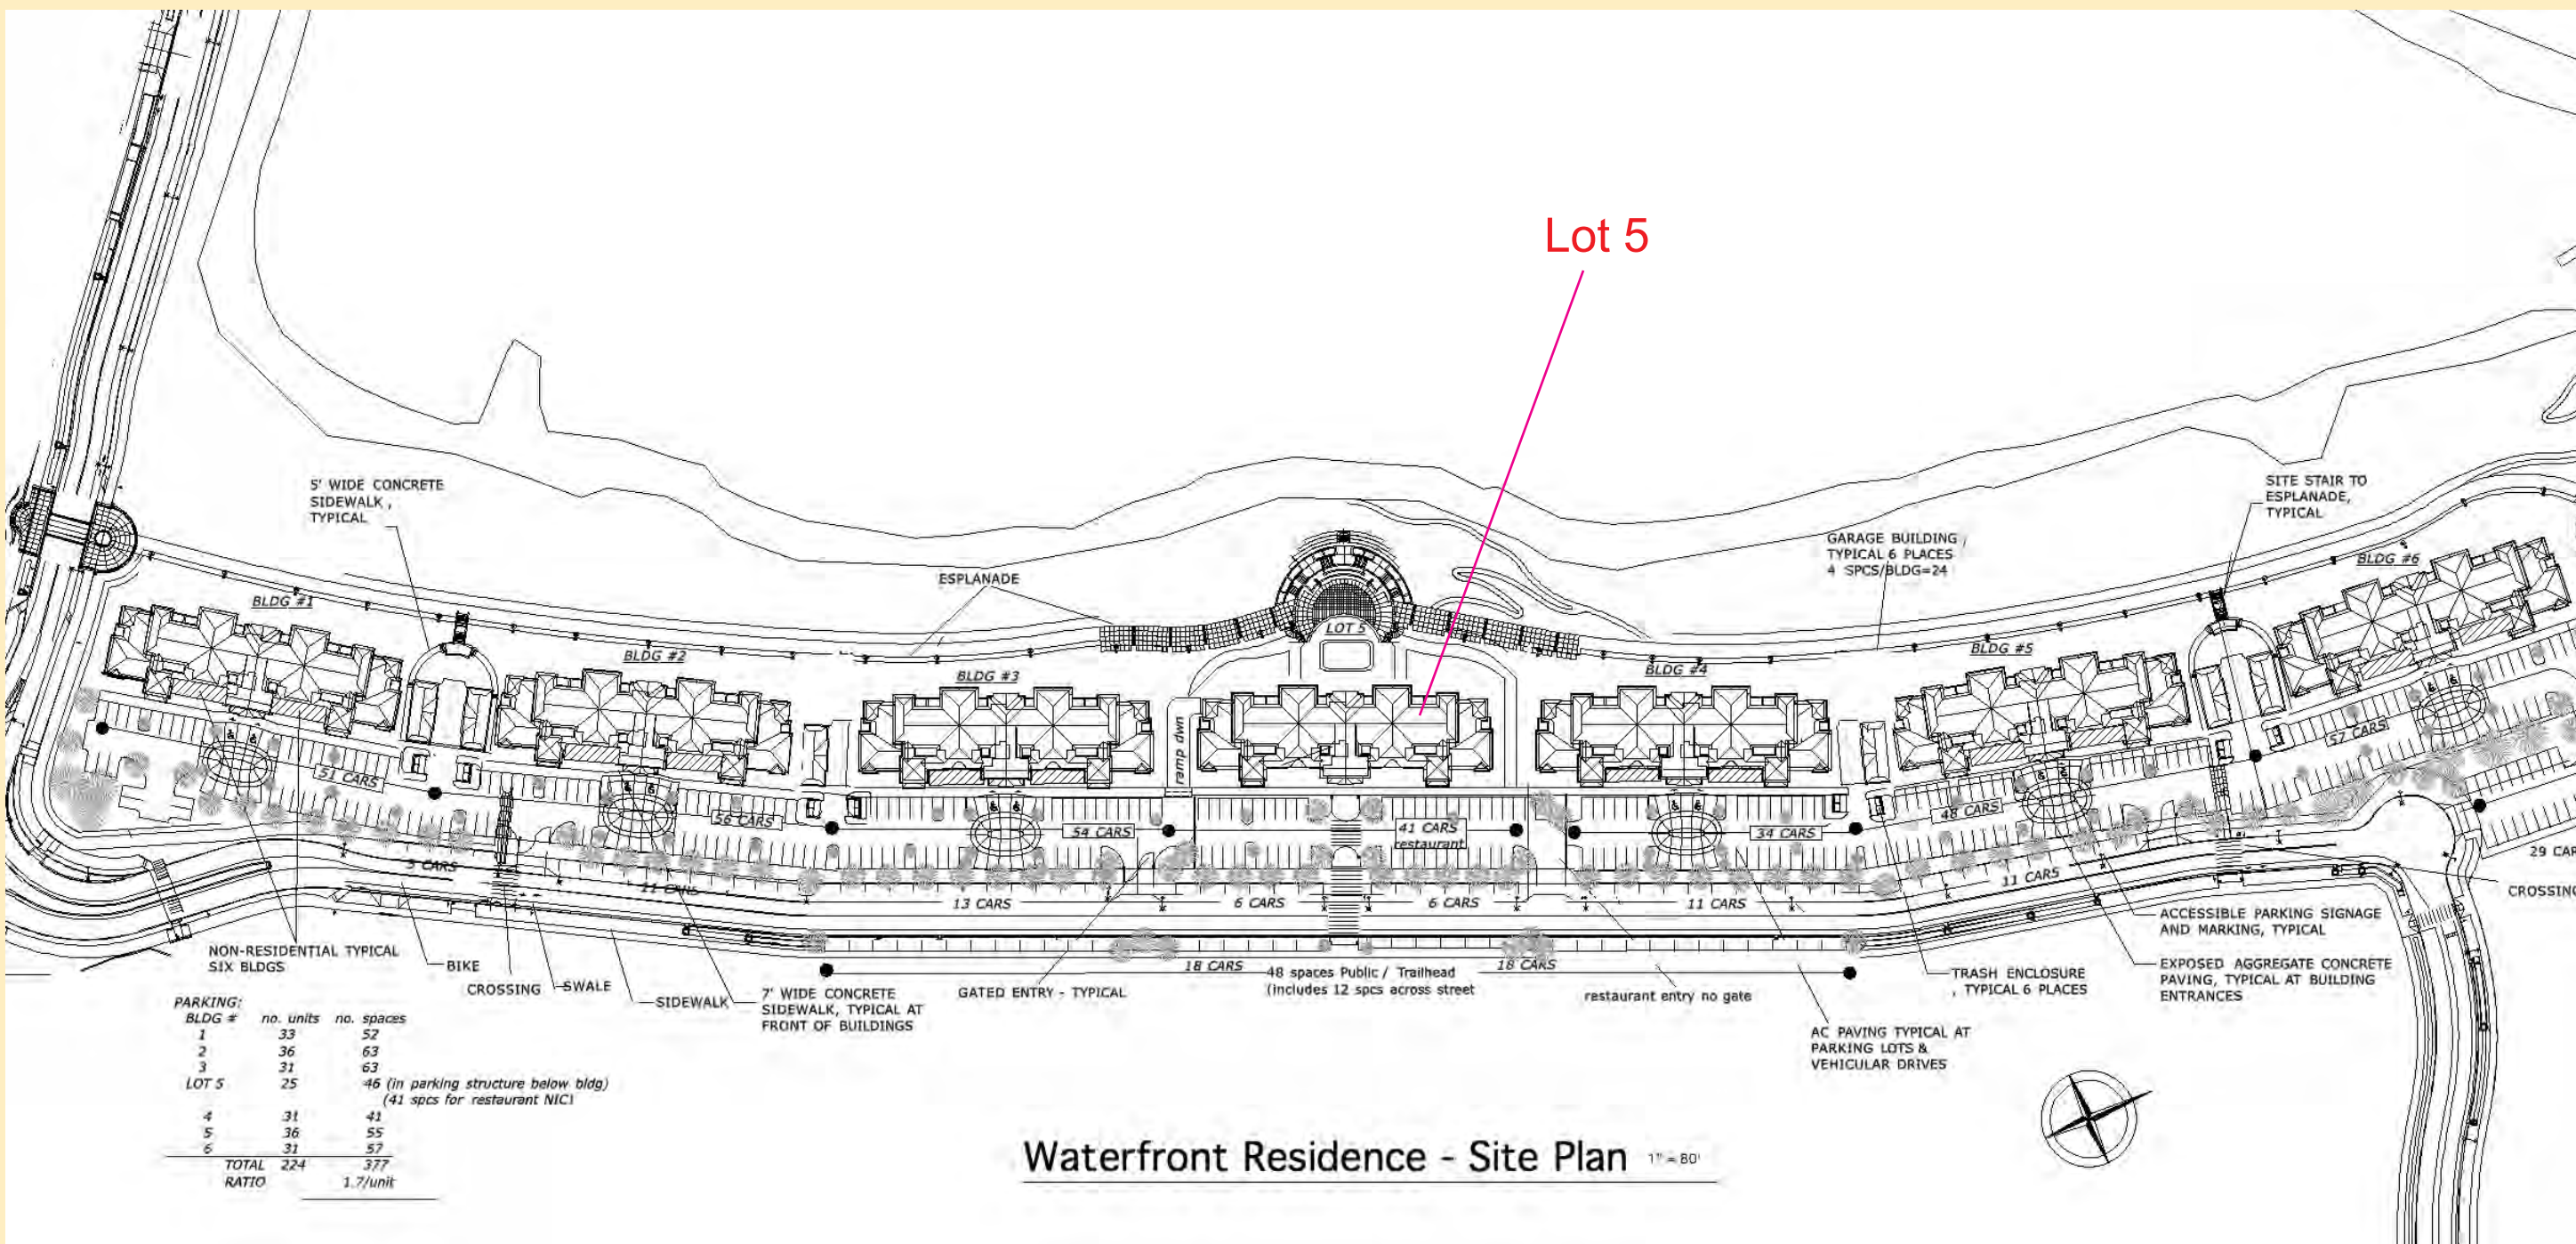 Lot 5
5' WIDE CONCRETE
SIDEWALK ,
TYPICAL
SITE STAIR TO
ESPLANADE,
TYPICAL
GARAGE BUILDING ,
TYPICAL 6 PLACES
4 SPCS/BLDG=24
ESPLANADE
BLDG #1
BLDG #2
BLDG #3
LOT 5
BLDG #4
BLDG #5
BLDG #6
ramp dwn
51 CARS
56 CARS
54 CARS
41 CARS
restaurant
34 CARS
48 CARS
57 CARS
29 CAR
5 CARS
11 CARS
13 CARS
6 CARS
6 CARS
11 CARS
11 CARS
CROSSING
18 CARS
48 spaces Public / Trailhead
(includes 12 spcs across street
18 CARS
NON-RESIDENTIAL TYPICAL
SIX BLDGS
BIKE
CROSSING
SWALE
SIDEWALK
7' WIDE CONCRETE
SIDEWALK, TYPICAL AT
FRONT OF BUILDINGS
GATED ENTRY - TYPICAL
restaurant entry no gate
AC PAVING TYPICAL AT
PARKING LOTS &
VEHICULAR DRIVES
TRASH ENCLOSURE
, TYPICAL 6 PLACES
ACCESSIBLE PARKING SIGNAGE
AND MARKING, TYPICAL
EXPOSED AGGREGATE CONCRETE
PAVING, TYPICAL AT BUILDING
ENTRANCES
PARKING:
BLDG # no. units no. spaces
1 33 52
2 36 63
3 31 63
LOT 5 25 46 (in parking structure below bldg)
(41 spcs for restaurant NIC)
4 31 41
5 36 55
6 31 57
TOTAL 224 377
RATIO 1.7/unit
Waterfront Residence - Site Plan 1" = 80'